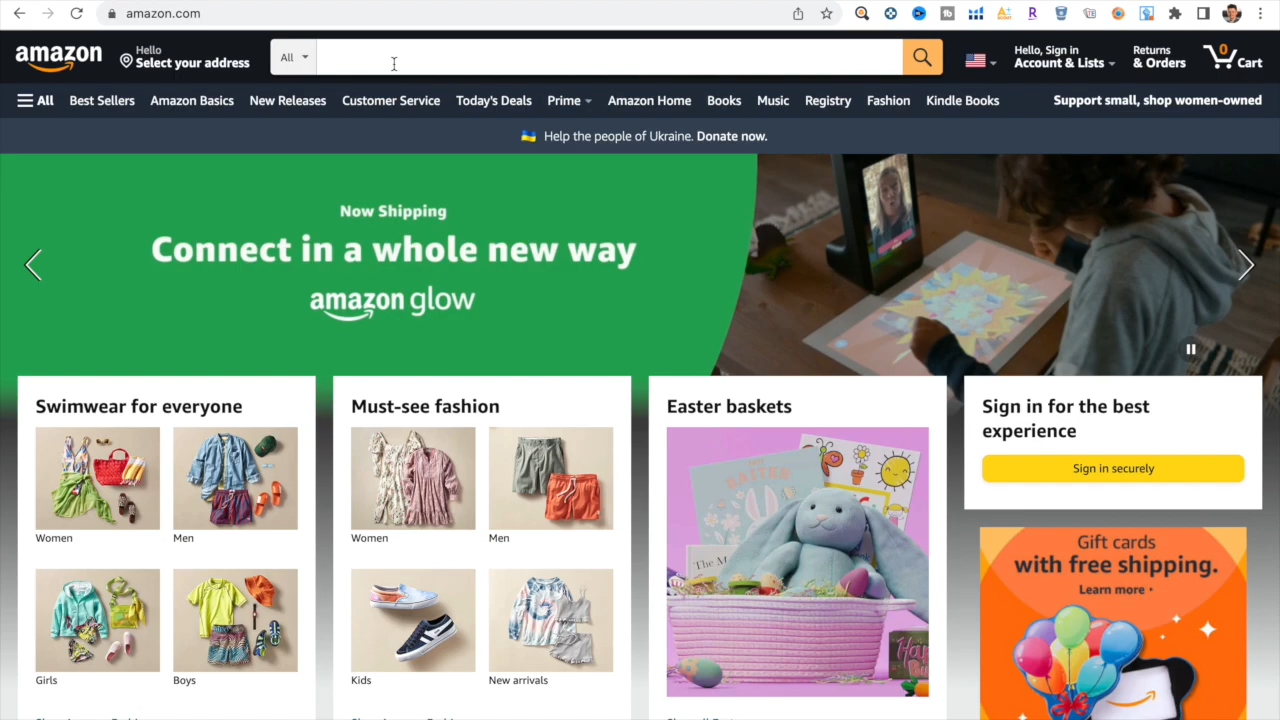 amazon.com
amazon
Hello
Select your address
All
Hello, Sign in
Account & Lists
Returns
& Orders
0
Cart
All
Best Sellers
Amazon Basics
New Releases
Customer Service
Today's Deals
Prime
Amazon Home
Books
Music
Registry
Fashion
Kindle Books
Support small, shop women-owned
Help the people of Ukraine. Donate now.
Now Shipping
Connect in a whole new way
amazon glow
Swimwear for everyone
Women
Men
Girls
Boys
Must-see fashion
Women
Men
Kids
New arrivals
Easter baskets
EASTER
The M
Sign in for the best
experience
Sign in securely
Gift cards
with free shipping.
Learn more